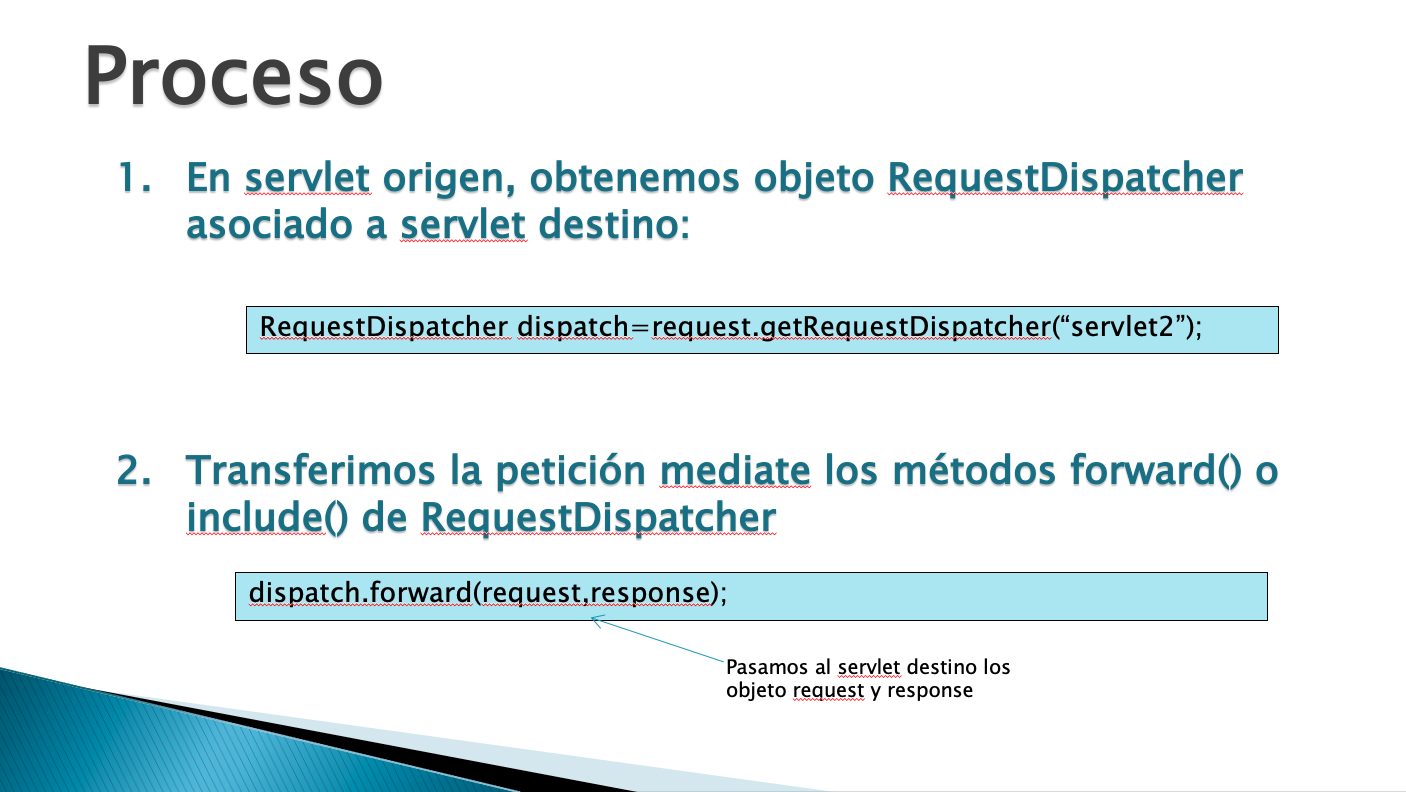 Proceso
1. En servlet origen, obtenemos objeto RequestDispatcher
asociado a servlet destino:
RequestDispatcher dispatch=request.getRequestDispatcher(“servlet2”);
2. Transferimos la petición mediate los métodos forward() o
include() de RequestDispatcher
dispatch.forward(request,response);
Pasamos al servlet destino los
objeto request y response